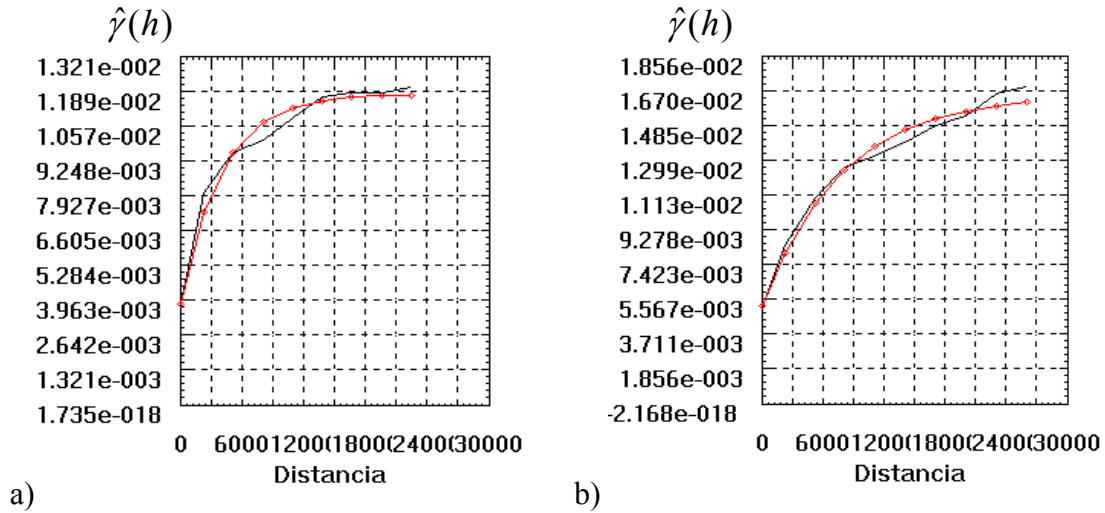 γ̂(h)
1.321e-002
1.189e-002
1.057e-002
9.248e-003
7.927e-003
6.605e-003
5.284e-003
3.963e-003
2.642e-003
1.321e-003
1.735e-018
0 6000 1200( 1800( 2400( 30000
Distancia
a)
γ̂(h)
1.856e-002
1.670e-002
1.485e-002
1.299e-002
1.113e-002
9.278e-003
7.423e-003
5.567e-003
3.711e-003
1.856e-003
-2.168e-018
0 6000 1200( 1800( 2400( 30000
Distancia
b)